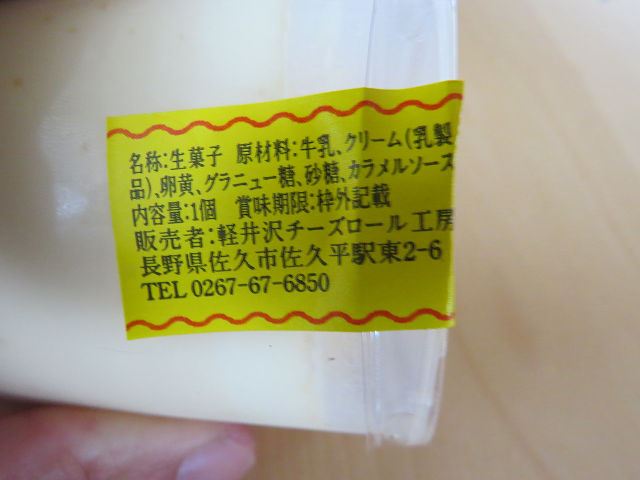 名称:生菓子 原材料:牛乳、クリーム(乳製
品)、卵黄、グラニュー糖、砂糖、カラメルソース
内容量:1個 賞味期限:枠外記載
販売者:軽井沢チーズロール工房
長野県佐久市佐久平駅東2-6
TEL 0267-67-6850